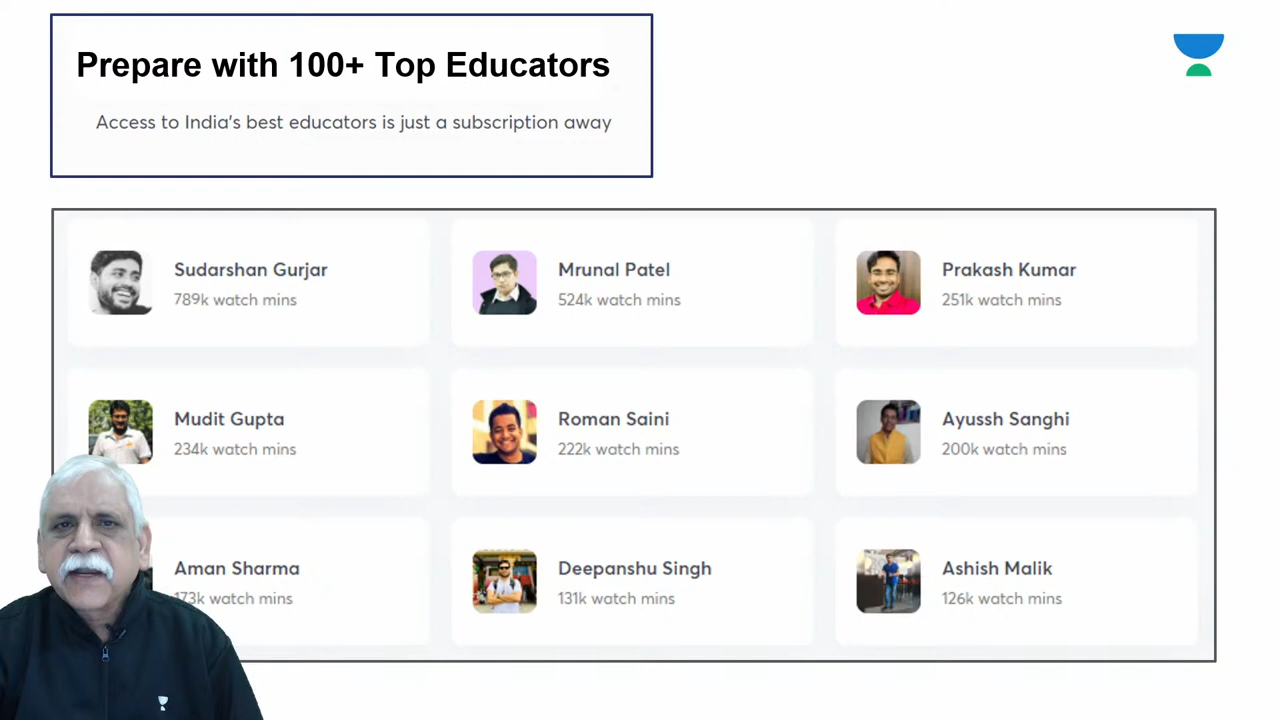 Prepare with 100+ Top Educators
Access to India's best educators is just a subscription away
Sudarshan Gurjar
789k watch mins
Mrunal Patel
524k watch mins
Prakash Kumar
251k watch mins
Mudit Gupta
234k watch mins
Roman Saini
222k watch mins
Ayussh Sanghi
200k watch mins
Aman Sharma
173k watch mins
Deepanshu Singh
131k watch mins
Ashish Malik
126k watch mins